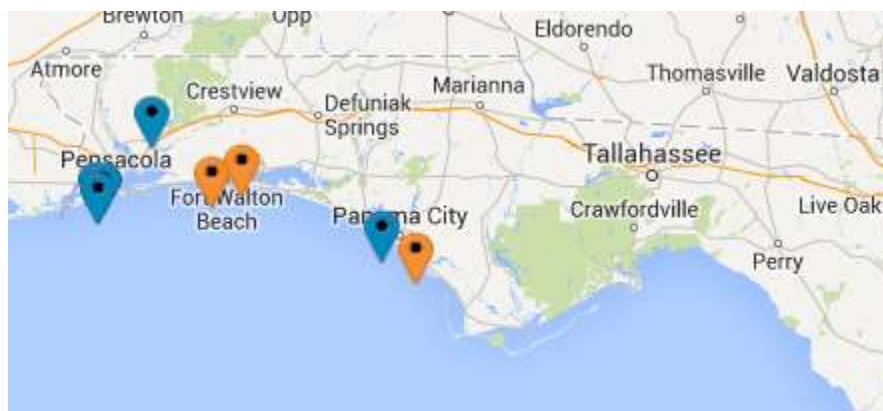 Brewton
Opp
Eldorendo
Atmore
Thomasville
Valdosta
Crestview
Marianna
Defuniak
Springs
Pensacola
Tallahassee
Fort Walton
Beach
Panama City
Crawfordville
Live Oak
Perry